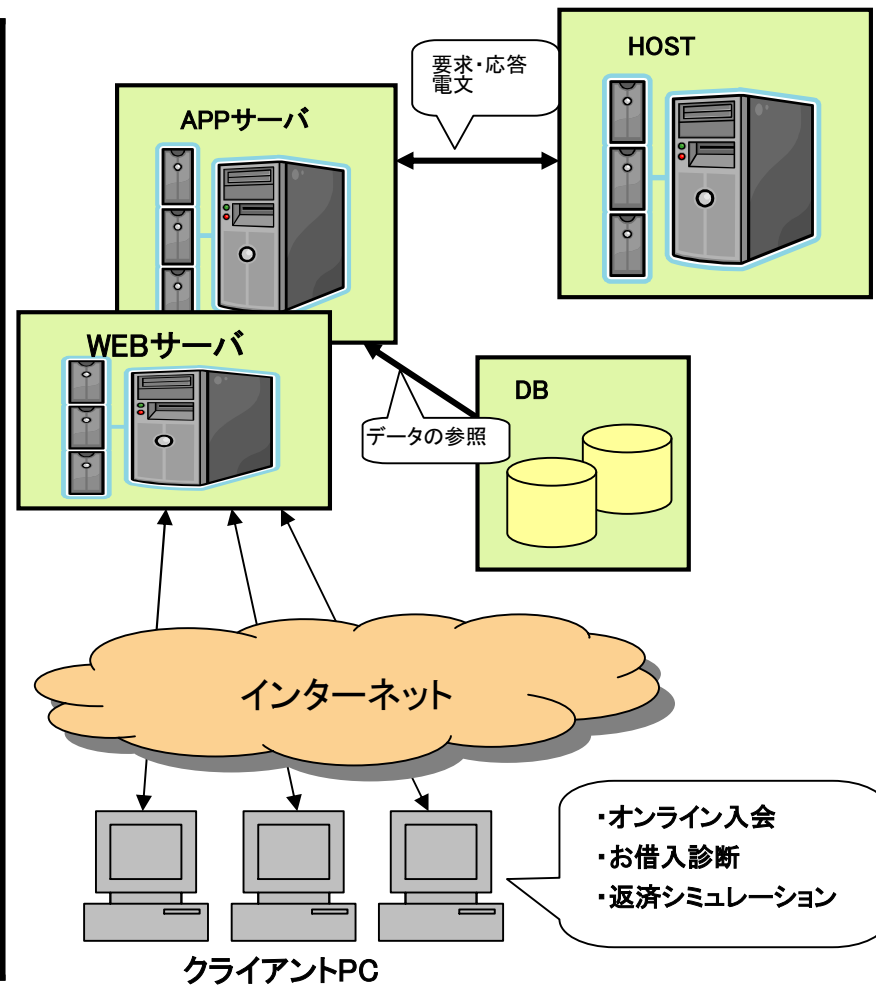 HOST
要求・応答
電文
APPサーバ
WEBサーバ
DB
データの参照
インターネット
・オンライン入会
・お借入診断
・返済シミュレーション
クライアントPC